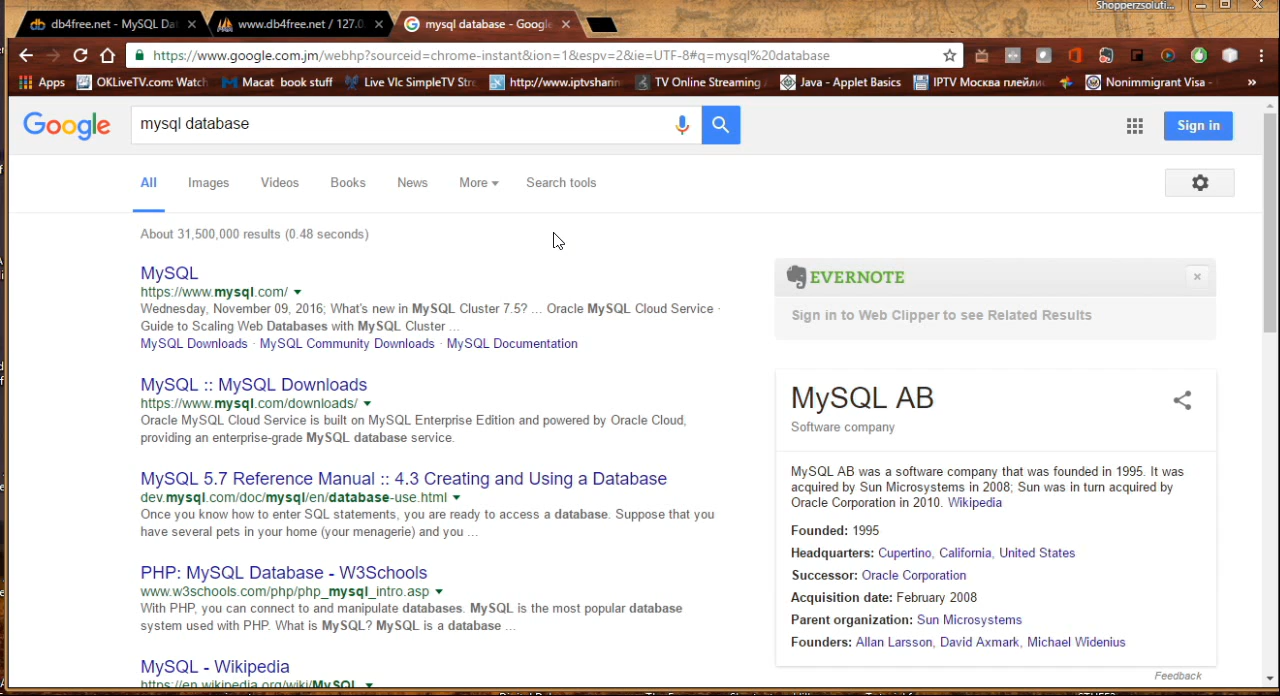 Shopperzsoluti...
db4free.net - MySQL Dat
www.db4free.net / 127.0.
mysql database - Google
https://www.google.com.jm/webhp?sourceid=chrome-instant&ion=1&espv=2&ie=UTF-8#q=mysql%20database
Apps
OKLiveTV.com: Watch
Macat book stuff
Live Vlc SimpleTV Str
http://www.iptvsharin
TV Online Streaming
Java - Applet Basics
IPTV Москва плейли
Nonimmigrant Visa -
»
Google
mysql database
Sign in
All
Images
Videos
Books
News
More
Search tools
About 31,500,000 results (0.48 seconds)
MySQL
https://www.mysql.com/
Wednesday, November 09, 2016; What's new in MySQL Cluster 7.5? ... Oracle MySQL Cloud Service ·
Guide to Scaling Web Databases with MySQL Cluster ...
MySQL Downloads · MySQL Community Downloads · MySQL Documentation
MySQL :: MySQL Downloads
https://www.mysql.com/downloads/
Oracle MySQL Cloud Service is built on MySQL Enterprise Edition and powered by Oracle Cloud,
providing an enterprise-grade MySQL database service.
MySQL 5.7 Reference Manual :: 4.3 Creating and Using a Database
dev.mysql.com/doc/mysql/en/database-use.html
Once you know how to enter SQL statements, you are ready to access a database. Suppose that you
have several pets in your home (your menagerie) and you ...
PHP: MySQL Database - W3Schools
www.w3schools.com/php/php_mysql_intro.asp
With PHP, you can connect to and manipulate databases. MySQL is the most popular database
system used with PHP. What is MySQL? MySQL is a database ...
MySQL - Wikipedia
https://en.wikipedia.org/wiki/MySQL
EVERNOTE
Sign in to Web Clipper to see Related Results
MySQL AB
Software company
MySQL AB was a software company that was founded in 1995. It was
acquired by Sun Microsystems in 2008; Sun was in turn acquired by
Oracle Corporation in 2010. Wikipedia
Founded: 1995
Headquarters: Cupertino, California, United States
Successor: Oracle Corporation
Acquisition date: February 2008
Parent organization: Sun Microsystems
Founders: Allan Larsson, David Axmark, Michael Widenius
Feedback